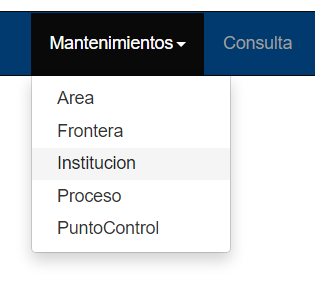 Mantenimientos Consulta
Area
Frontera
Institucion
Proceso
PuntoControl